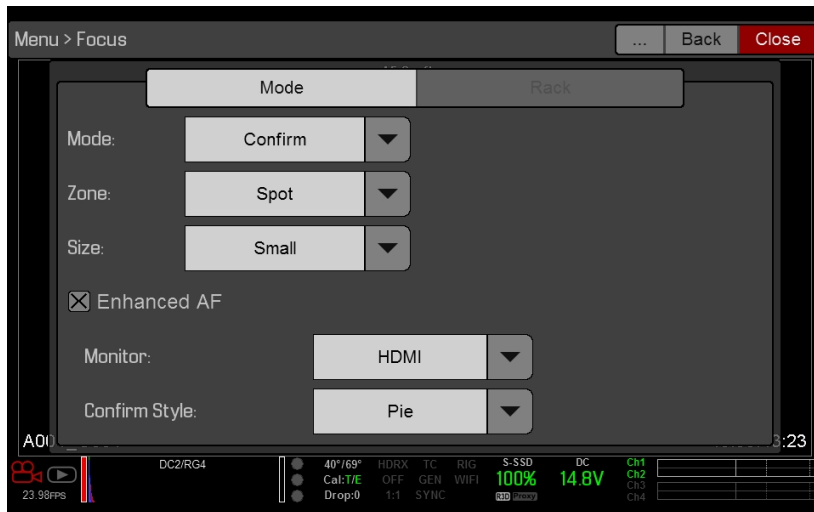 Menu > Focus
... Back Close
Mode Rack
Mode: Confirm
Zone: Spot
Size: Small
Enhanced AF
Monitor: HDMI
Confirm Style: Pie
A00 3:23
DC2/RG4 40°/69° HDRX TC RIG S-SSD DC Ch1
Cal:T/E OFF GEN WIFI 100% 14.8V Ch2
23.98FPS Drop:0 1:1 SYNC R3D Proxy Ch3
Ch4